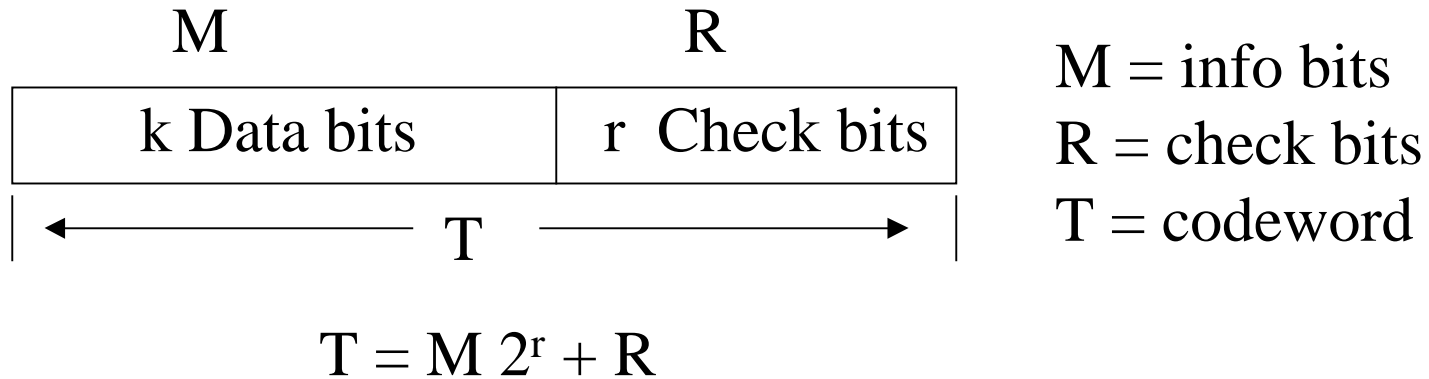 M R
k Data bits r Check bits
T
T = M 2ʳ + R
M = info bits
R = check bits
T = codeword